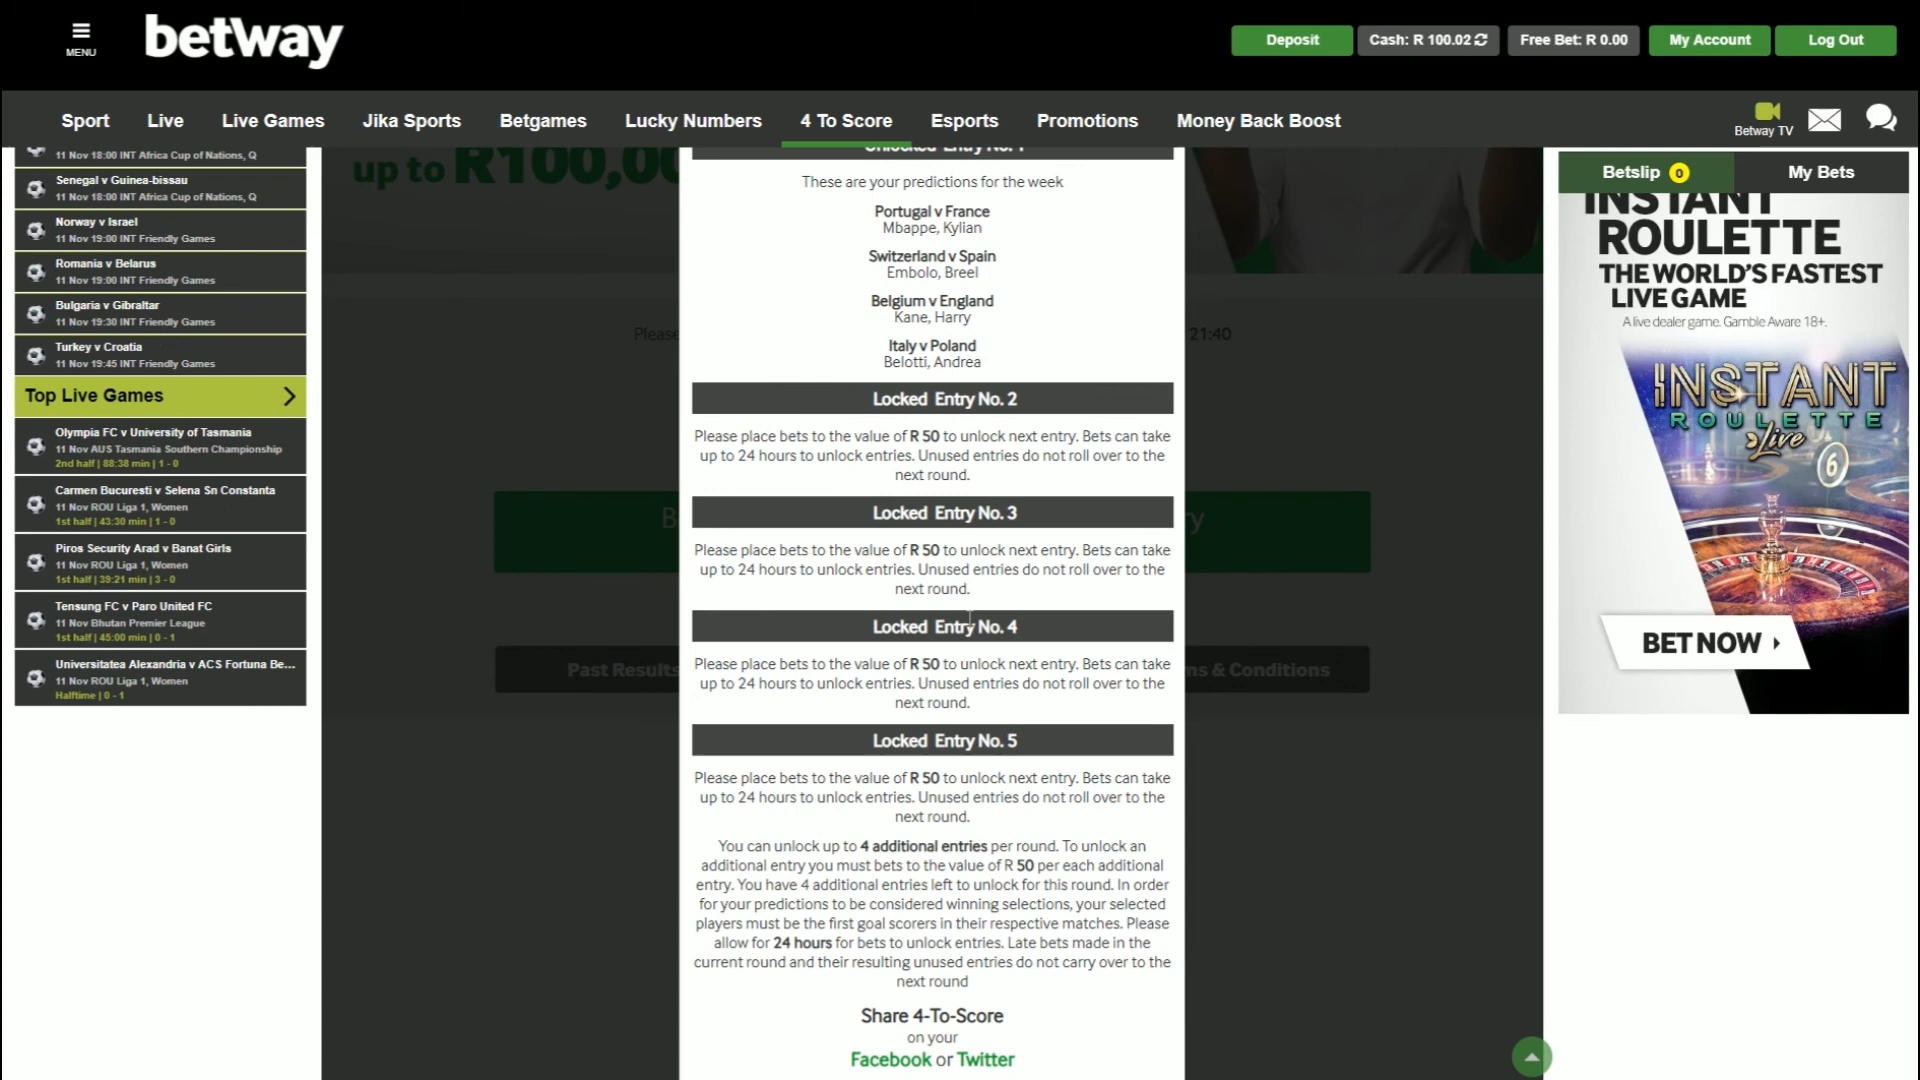 MENU
betway
Deposit
Cash: R 100.02
Free Bet: R 0.00
My Account
Log Out
Sport
Live
Live Games
Jika Sports
Betgames
Lucky Numbers
4 To Score
Esports
Promotions
Money Back Boost
Betway TV
11 Nov 18:00 INT Africa Cup of Nations, Q
Senegal v Guinea-bissau
11 Nov 18:00 INT Africa Cup of Nations, Q
Norway v Israel
11 Nov 19:00 INT Friendly Games
Romania v Belarus
11 Nov 19:00 INT Friendly Games
Bulgaria v Gibraltar
11 Nov 19:30 INT Friendly Games
Turkey v Croatia
11 Nov 19:45 INT Friendly Games
Top Live Games
Olympia FC v University of Tasmania
11 Nov AUS Tasmania Southern Championship
2nd half | 88:38 min | 1 - 0
Carmen Bucuresti v Selena Sn Constanta
11 Nov ROU Liga 1, Women
1st half | 43:30 min | 1 - 0
Piros Security Arad v Banat Girls
11 Nov ROU Liga 1, Women
1st half | 39:21 min | 3 - 0
Tensung FC v Paro United FC
11 Nov Bhutan Premier League
1st half | 45:00 min | 0 - 1
Universitatea Alexandria v ACS Fortuna Be...
11 Nov ROU Liga 1, Women
Halftime | 0 - 1
up to R100,00
Please
21:40
Past Results
& Conditions
Unlocked Entry No. 1
These are your predictions for the week
Portugal v France
Mbappe, Kylian
Switzerland v Spain
Embolo, Breel
Belgium v England
Kane, Harry
Italy v Poland
Belotti, Andrea
Locked Entry No. 2
Please place bets to the value of R 50 to unlock next entry. Bets can take
up to 24 hours to unlock entries. Unused entries do not roll over to the
next round.
Locked Entry No. 3
Please place bets to the value of R 50 to unlock next entry. Bets can take
up to 24 hours to unlock entries. Unused entries do not roll over to the
next round.
Locked Entry No. 4
Please place bets to the value of R 50 to unlock next entry. Bets can take
up to 24 hours to unlock entries. Unused entries do not roll over to the
next round.
Locked Entry No. 5
Please place bets to the value of R 50 to unlock next entry. Bets can take
up to 24 hours to unlock entries. Unused entries do not roll over to the
next round.
You can unlock up to 4 additional entries per round. To unlock an
additional entry you must bets to the value of R 50 per each additional
entry. You have 4 additional entries left to unlock for this round. In order
for your predictions to be considered winning selections, your selected
players must be the first goal scorers in their respective matches. Please
allow for 24 hours for bets to unlock entries. Late bets made in the
current round and their resulting unused entries do not carry over to the
next round
Share 4-To-Score
on your
Facebook or Twitter
Betslip 0
My Bets
INSTANT
ROULETTE
THE WORLD'S FASTEST
LIVE GAME
A live dealer game. Gamble Aware 18+.
INSTANT
ROULETTE
Live
6
BET NOW